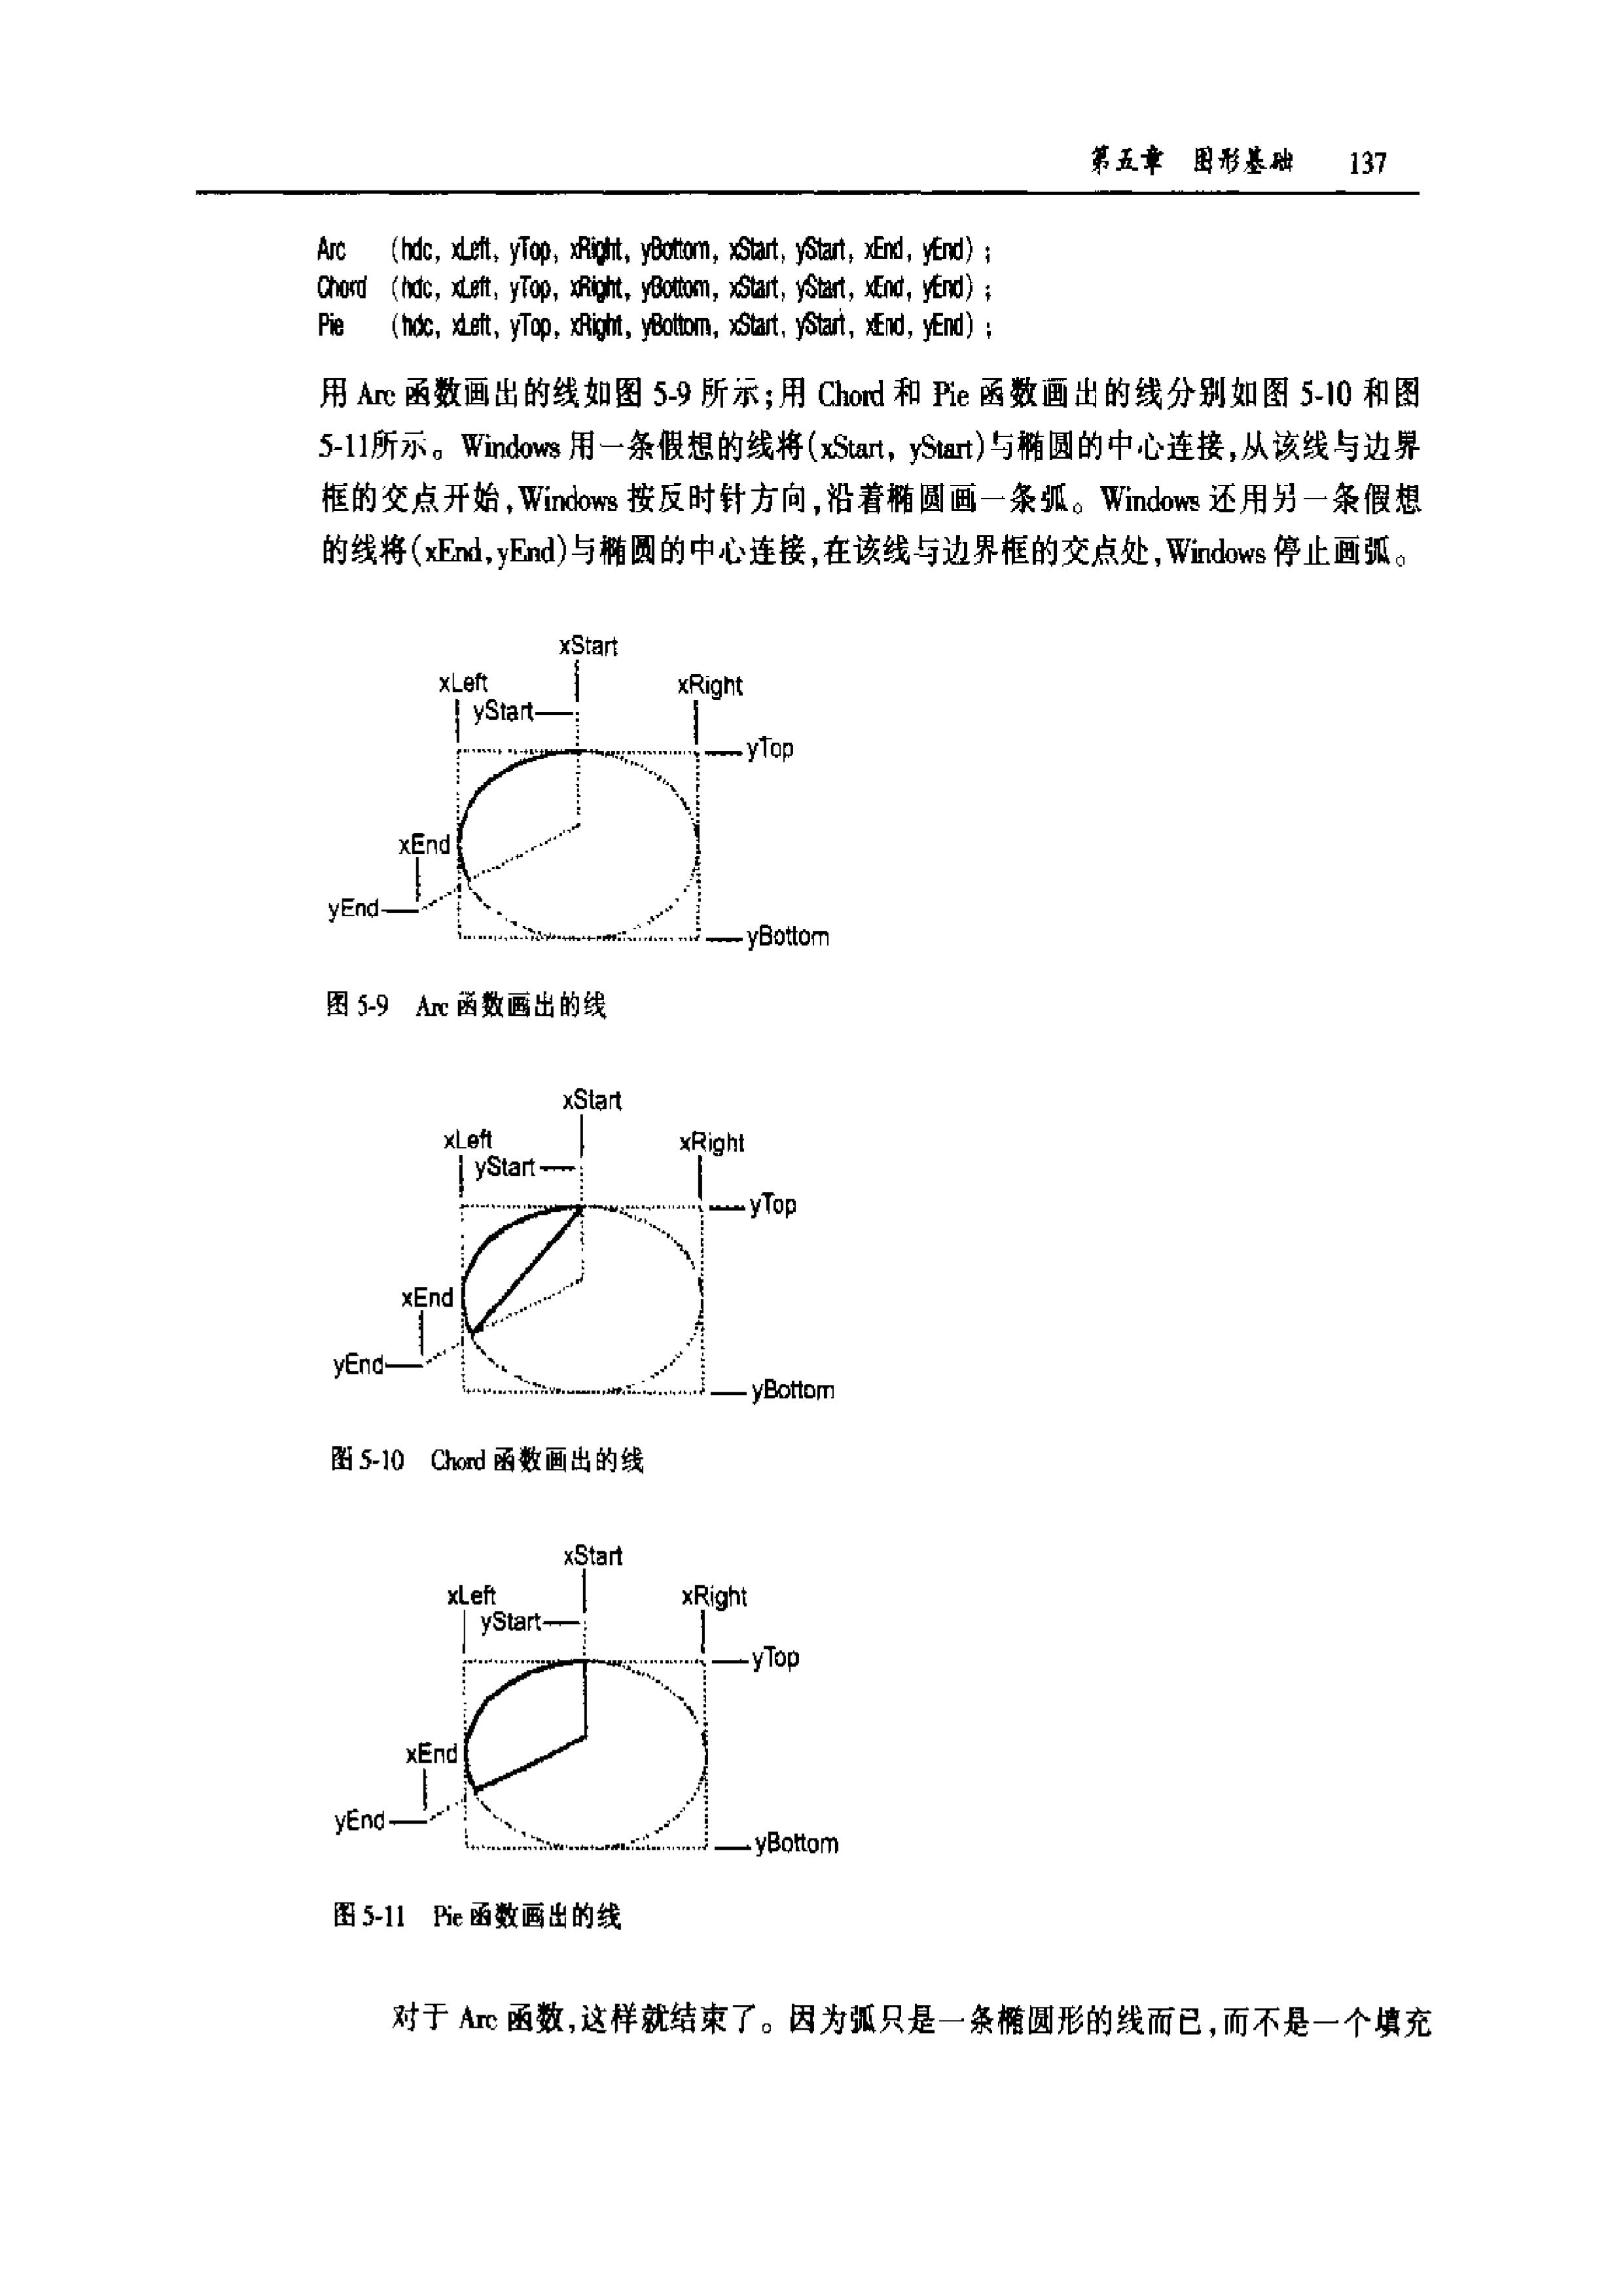 第五章 图形基础 137
Arc (hdc, xLeft, yTop, xRight, yBottom, xStart, yStart, xEnd, yEnd) ;
Chord (hdc, xLeft, yTop, xRight, yBottom, xStart, yStart, xEnd, yEnd) ;
Pie (hdc, xLeft, yTop, xRight, yBottom, xStart, yStart, xEnd, yEnd) ;
用 Arc 函数画出的线如图 5-9 所示;用 Chord 和 Pie 函数画出的线分别如图 5-10 和图
5-11所示。Windows 用一条假想的线将(xStart, yStart)与椭圆的中心连接,从该线与边界
框的交点开始,Windows 按反时针方向,沿着椭圆画一条弧。Windows 还用另一条假想
的线将(xEnd,yEnd)与椭圆的中心连接,在该线与边界框的交点处,Windows 停止画弧。
xStart
xLeft
xRight
yStart
yTop
xEnd
yEnd
yBottom
图 5-9 Arc 函数画出的线
xStart
xLeft
xRight
yStart
yTop
xEnd
yEnd
yBottom
图 5-10 Chord 函数画出的线
xStart
xLeft
xRight
yStart
yTop
xEnd
yEnd
yBottom
图 5-11 Pie 函数画出的线
对于 Arc 函数,这样就结束了。因为弧只是一条椭圆形的线而已,而不是一个填充